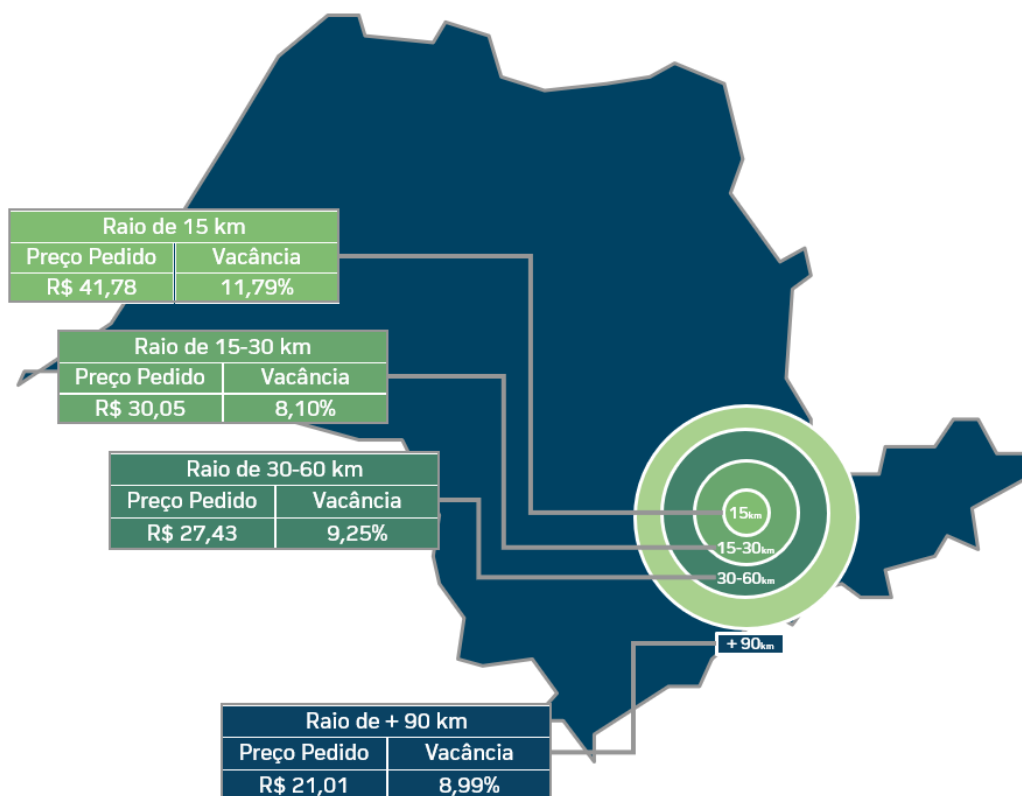 Raio de 15 km
Preço Pedido Vacância
R$ 41,78 11,79%
Raio de 15-30 km
Preço Pedido Vacância
R$ 30,05 8,10%
Raio de 30-60 km
Preço Pedido Vacância
R$ 27,43 9,25%
15km
15-30km
30-60km
+ 90km
Raio de + 90 km
Preço Pedido Vacância
R$ 21,01 8,99%